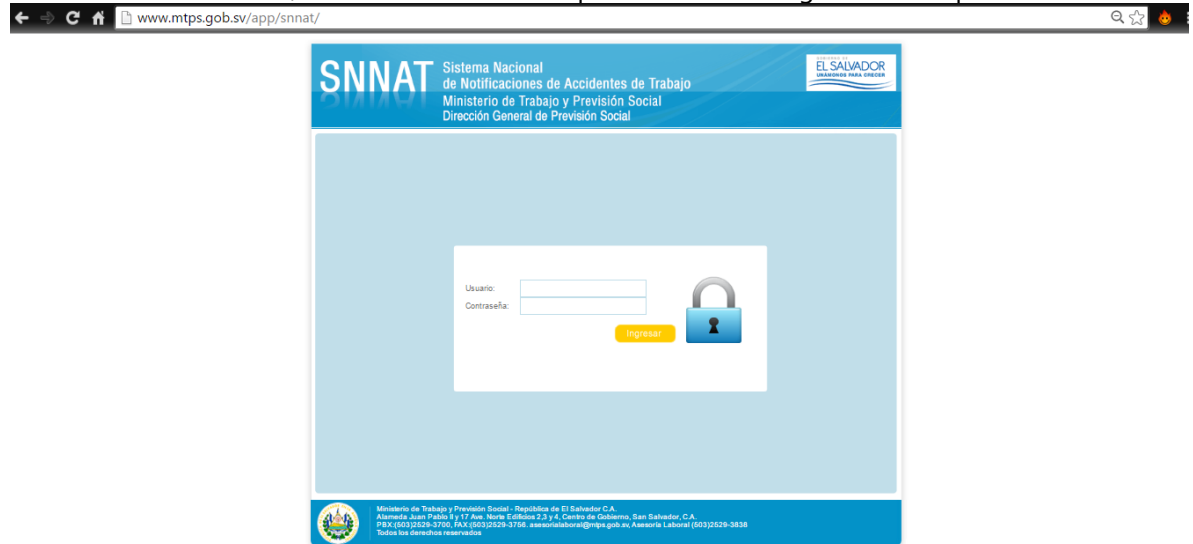 www.mtps.gob.sv/app/snnat/
SNNAT
Sistema Nacional
de Notificaciones de Accidentes de Trabajo
Ministerio de Trabajo y Previsión Social
Dirección General de Previsión Social
GOBIERNO DE
EL SALVADOR
UNÁMONOS PARA CRECER
Usuario:
Contraseña:
Ingresar
Ministerio de Trabajo y Previsión Social - República de El Salvador C.A.
Alameda Juan Pablo II y 17 Ave. Norte Edificios 2,3 y 4, Centro de Gobierno, San Salvador, C.A.
PBX:(503)2529-3700, FAX:(503)2529-3756. asesorialaboral@mtps.gob.sv, Asesoría Laboral (503)2529-3838
Todos los derechos reservados